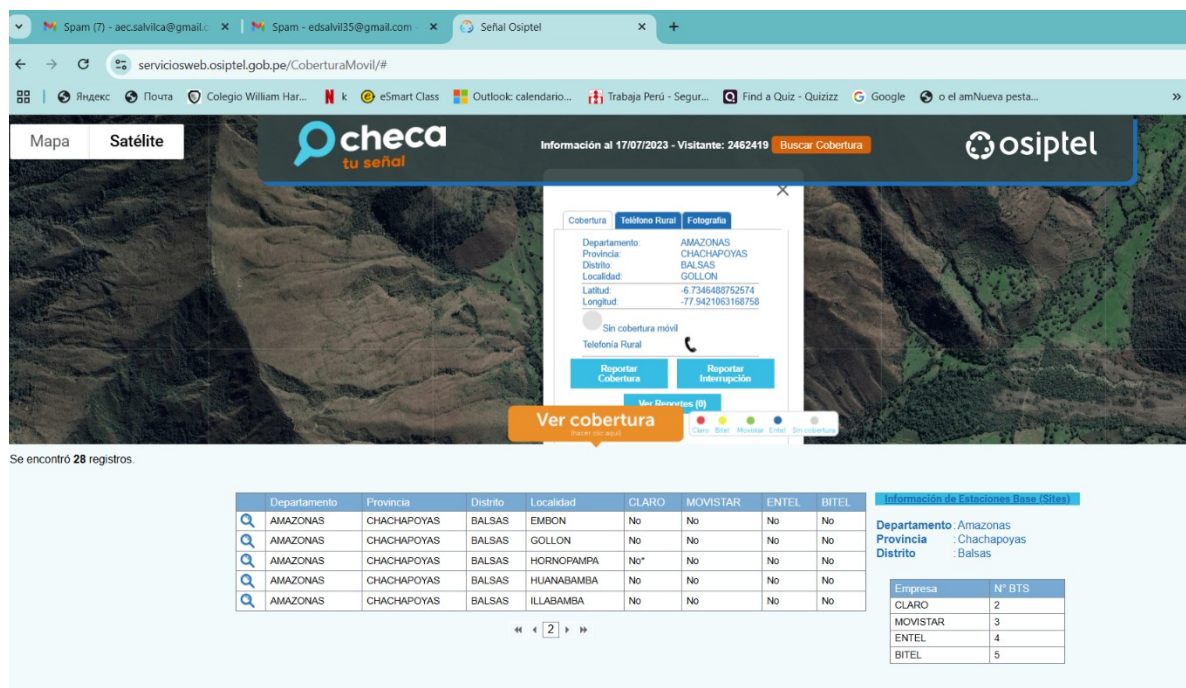 Spam (7) - aec.salvilca@gmail.c
Spam - edsalvil35@gmail.com -
Señal Osiptel
serviciosweb.osiptel.gob.pe/CoberturaMovil/#
Яндекс Почта Colegio William Har... k eSmart Class Outlook: calendario... Trabaja Perú - Segur... Find a Quiz - Quizizz Google o el amNueva pesta... »
Mapa Satélite
checa
tu señal
Información al 17/07/2023 - Visitante: 2462419 Buscar Cobertura
osiptel
Cobertura Teléfono Rural Fotografia
Departamento: AMAZONAS
Provincia: CHACHAPOYAS
Distrito: BALSAS
Localidad: GOLLON
Latitud: -6.7346488752574
Longitud: -77.9421063168758
Sin cobertura móvil
Telefonía Rural
Reportar Cobertura Reportar Interrupción
Ver Reportes (0)
Ver cobertura
hacer clic aquí
Claro Bitel Movistar Entel Sin cobertura
Se encontró 28 registros.
Departamento Provincia Distrito Localidad CLARO MOVISTAR ENTEL BITEL
AMAZONAS CHACHAPOYAS BALSAS EMBON No No No No
AMAZONAS CHACHAPOYAS BALSAS GOLLON No No No No
AMAZONAS CHACHAPOYAS BALSAS HORNOPAMPA No* No No No
AMAZONAS CHACHAPOYAS BALSAS HUANABAMBA No No No No
AMAZONAS CHACHAPOYAS BALSAS ILLABAMBA No No No No
2
Información de Estaciones Base (Sites)
Departamento : Amazonas
Provincia : Chachapoyas
Distrito : Balsas
Empresa N° BTS
CLARO 2
MOVISTAR 3
ENTEL 4
BITEL 5